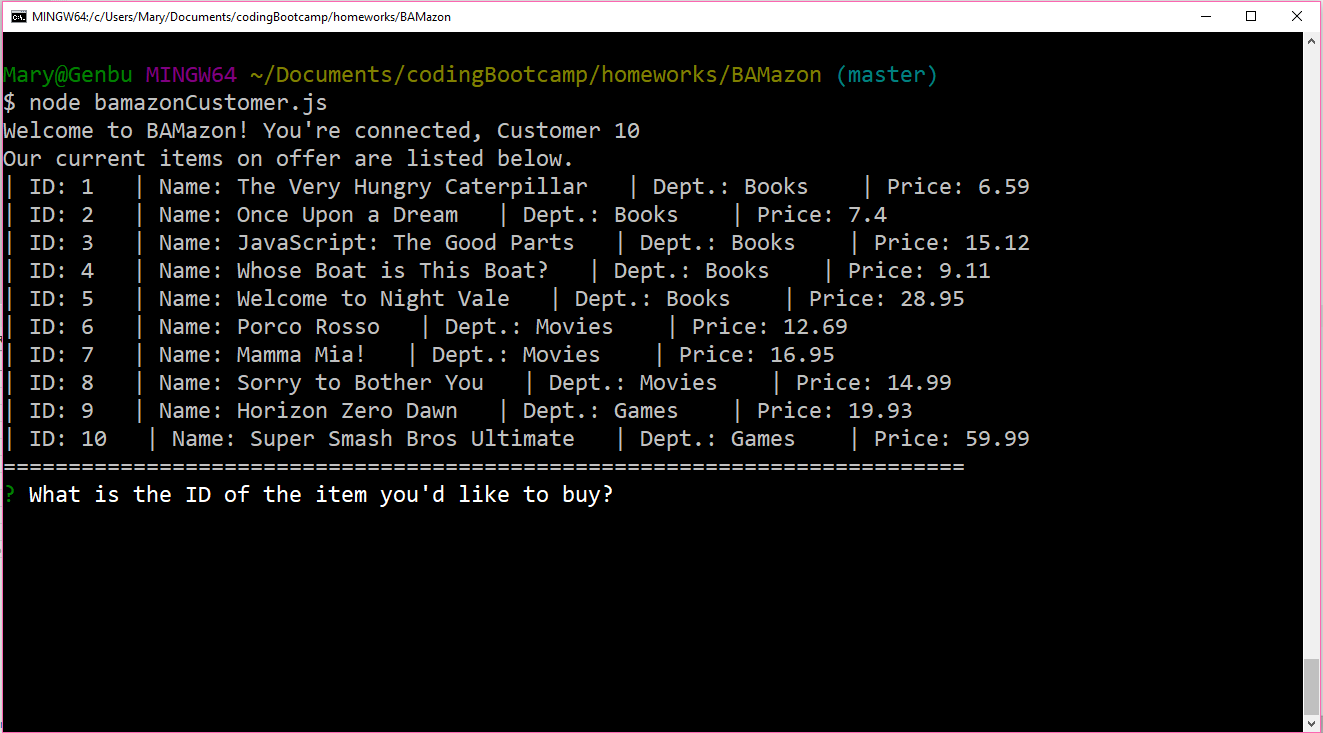 MINGW64:/c/Users/Mary/Documents/codingBootcamp/homeworks/BAMazon
Mary@Genbu MINGW64 ~/Documents/codingBootcamp/homeworks/BAMazon (master)
$ node bamazonCustomer.js
Welcome to BAMazon! You're connected, Customer 10
Our current items on offer are listed below.
| ID: 1   | Name: The Very Hungry Caterpillar   | Dept.: Books    | Price: 6.59
| ID: 2   | Name: Once Upon a Dream   | Dept.: Books    | Price: 7.4
| ID: 3   | Name: JavaScript: The Good Parts   | Dept.: Books    | Price: 15.12
| ID: 4   | Name: Whose Boat is This Boat?   | Dept.: Books    | Price: 9.11
| ID: 5   | Name: Welcome to Night Vale   | Dept.: Books    | Price: 28.95
| ID: 6   | Name: Porco Rosso   | Dept.: Movies    | Price: 12.69
| ID: 7   | Name: Mamma Mia!   | Dept.: Movies    | Price: 16.95
| ID: 8   | Name: Sorry to Bother You   | Dept.: Movies    | Price: 14.99
| ID: 9   | Name: Horizon Zero Dawn   | Dept.: Games    | Price: 19.93
| ID: 10   | Name: Super Smash Bros Ultimate   | Dept.: Games    | Price: 59.99
==========================================================================
? What is the ID of the item you'd like to buy?